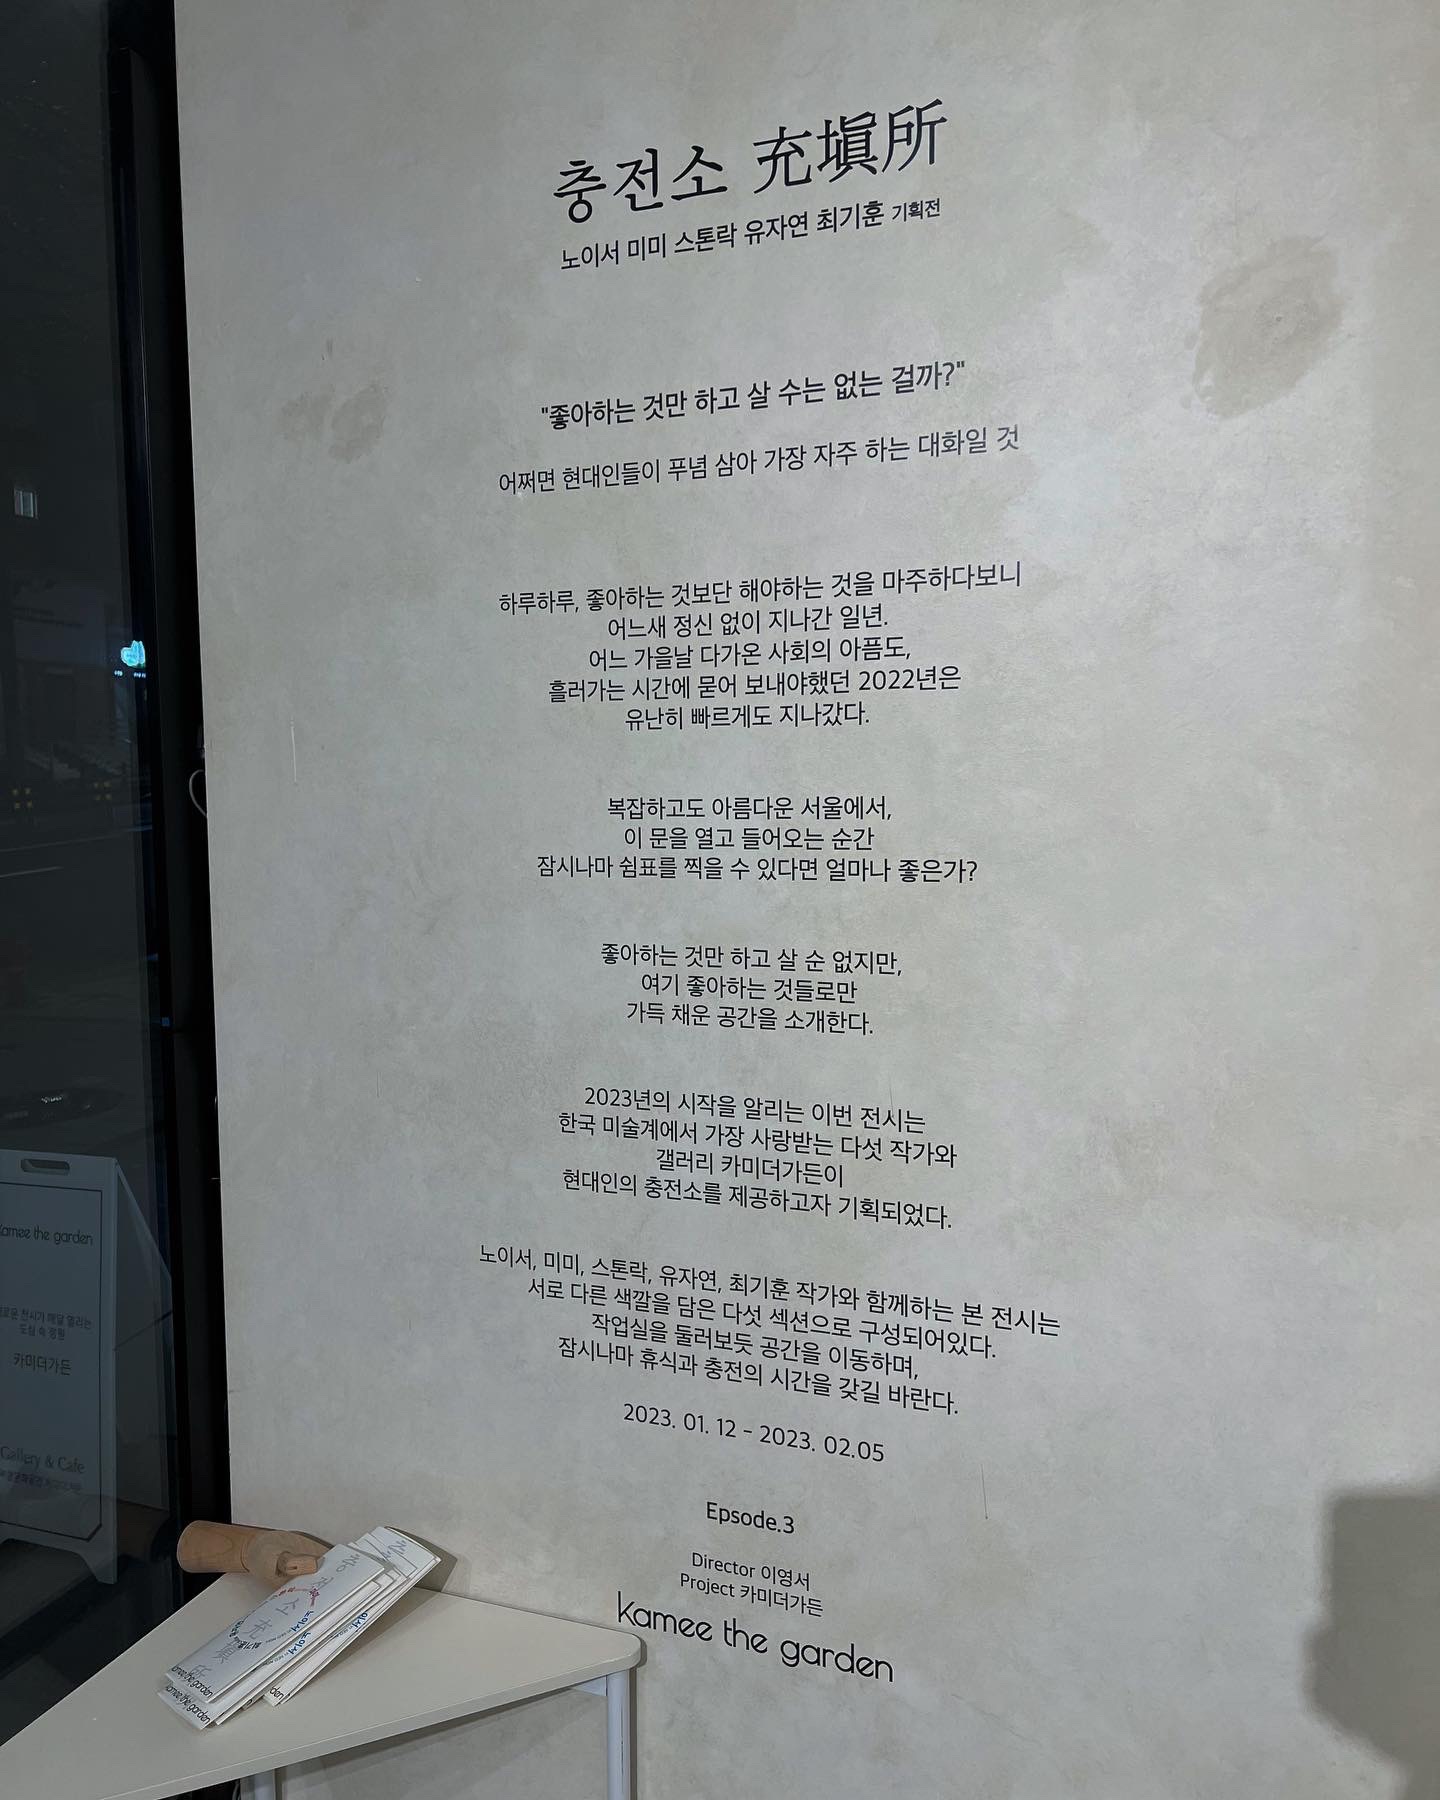 충전소 充塡所
노이서 미미 스톤락 유자연 최기훈 기획전
"좋아하는 것만 하고 살 수는 없는 걸까?"
어쩌면 현대인들이 푸념 삼아 가장 자주 하는 대화일 것
하루하루, 좋아하는 것보단 해야하는 것을 마주하다보니
어느새 정신 없이 지나간 일년.
어느 가을날 다가온 사회의 아픔도,
흘러가는 시간에 묻어 보내야했던 2022년은
유난히 빠르게도 지나갔다.
복잡하고도 아름다운 서울에서,
이 문을 열고 들어오는 순간
잠시나마 쉼표를 찍을 수 있다면 얼마나 좋은가?
좋아하는 것만 하고 살 순 없지만,
여기 좋아하는 것들로만
가득 채운 공간을 소개한다.
2023년의 시작을 알리는 이번 전시는
한국 미술계에서 가장 사랑받는 다섯 작가와
갤러리 카미더가든이
현대인의 충전소를 제공하고자 기획되었다.
노이서, 미미, 스톤락, 유자연, 최기훈 작가와 함께하는 본 전시는
서로 다른 색깔을 담은 다섯 섹션으로 구성되어있다.
작업실을 둘러보듯 공간을 이동하며,
잠시나마 휴식과 충전의 시간을 갖길 바란다.
2023. 01. 12 - 2023. 02.05
Epsode.3
Director 이영서
Project 카미더가든
kamee the garden
kamee the garden
전시가 매달 열리는
도심 속 정원
카미더가든
Gallery & Cafe
kamee the garden
kamee the garden